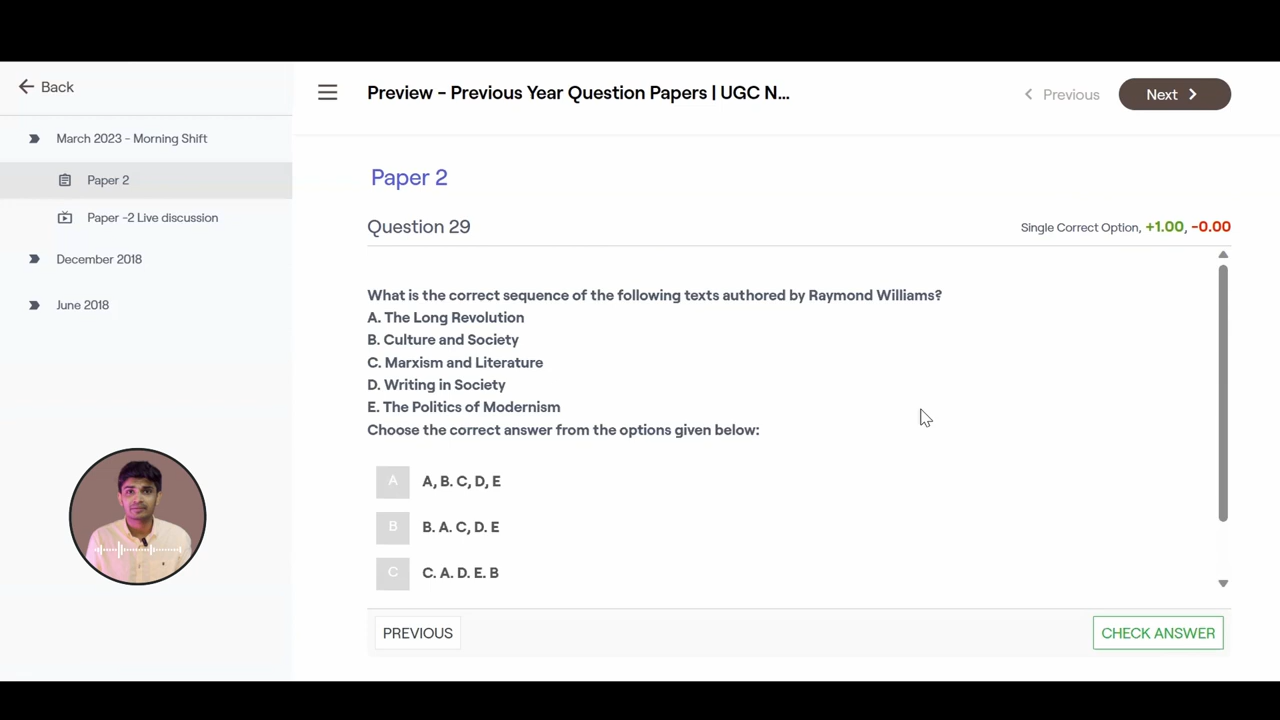 Back
Preview - Previous Year Question Papers | UGC N...
Previous
Next
March 2023 - Morning Shift
Paper 2
Paper -2 Live discussion
December 2018
June 2018
Paper 2
Question 29
Single Correct Option, +1.00, -0.00
What is the correct sequence of the following texts authored by Raymond Williams?
A. The Long Revolution
B. Culture and Society
C. Marxism and Literature
D. Writing in Society
E. The Politics of Modernism
Choose the correct answer from the options given below:
A A, B. C, D, E
B B. A. C, D. E
C C. A. D. E. B
PREVIOUS
CHECK ANSWER